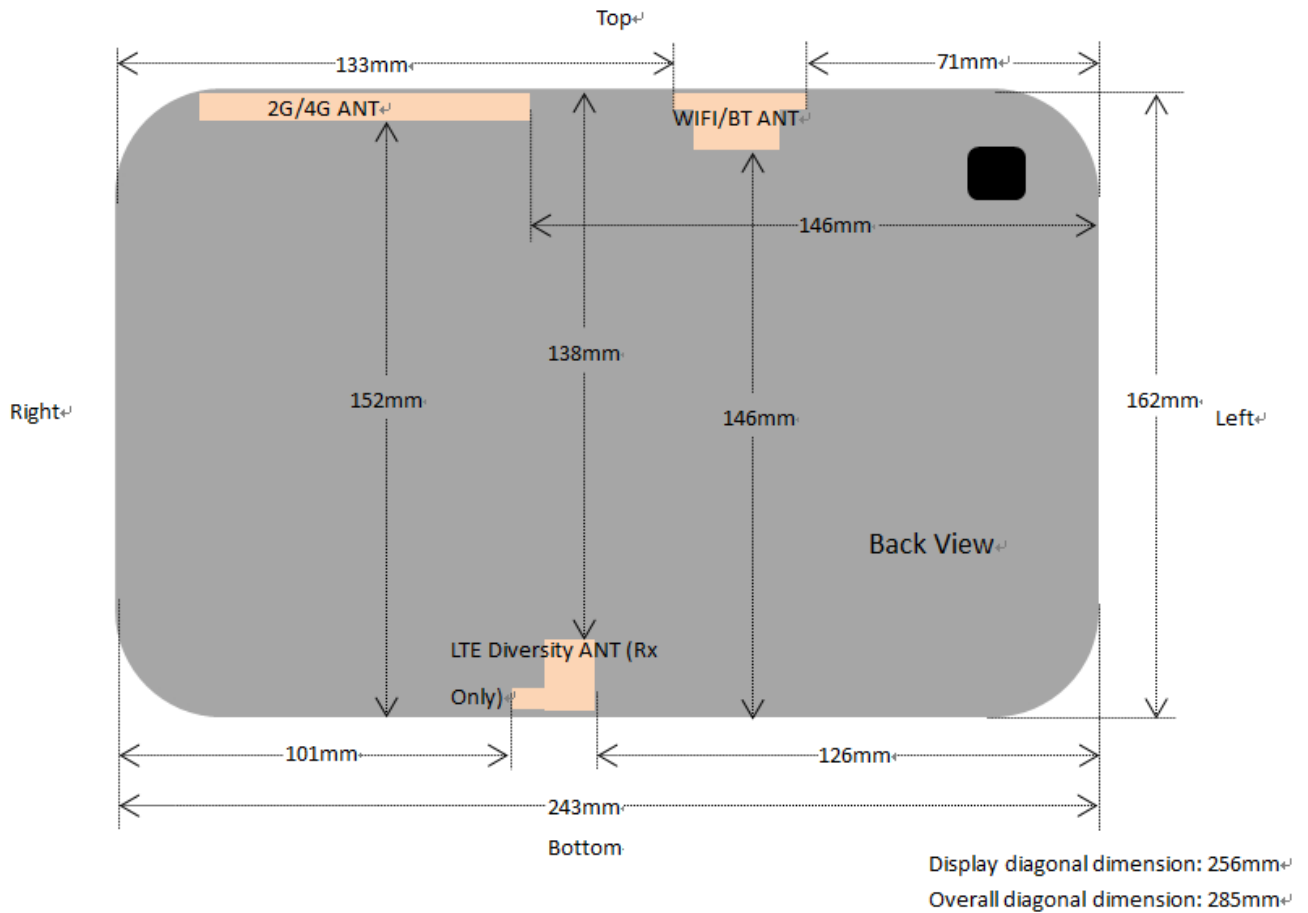 Top
133mm
71mm
2G/4G ANT
WIFI/BT ANT
146mm
138mm
152mm
146mm
162mm
Right
Left
Back View
LTE Diversity ANT (Rx
Only)
101mm
126mm
243mm
Bottom
Display diagonal dimension: 256mm
Overall diagonal dimension: 285mm